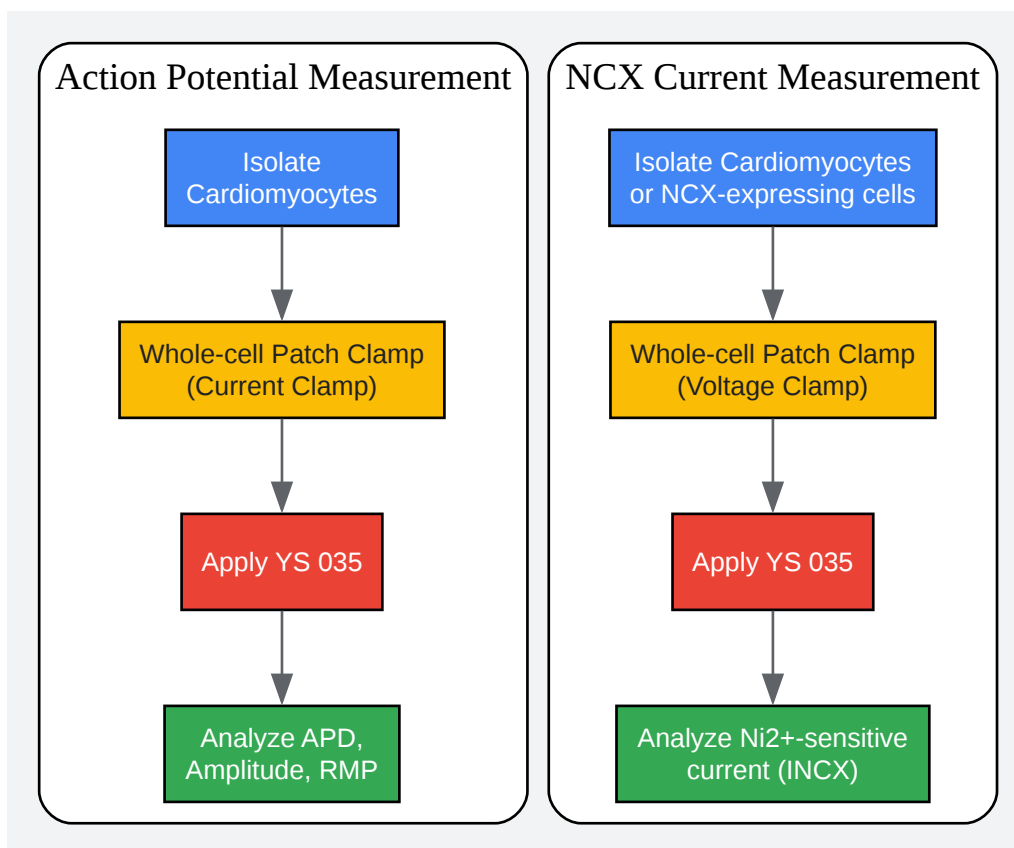 Action Potential Measurement
Isolate
Cardiomyocytes
Whole-cell Patch Clamp
(Current Clamp)
Apply YS 035
Analyze APD,
Amplitude, RMP
NCX Current Measurement
Isolate Cardiomyocytes
or NCX-expressing cells
Whole-cell Patch Clamp
(Voltage Clamp)
Apply YS 035
Analyze Ni2+-sensitive
current (INCX)